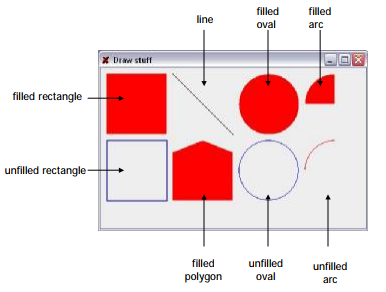 filled
oval
filled
arc
line
Draw stuff
filled rectangle
unfilled rectangle
filled
polygon
unfilled
oval
unfilled
arc